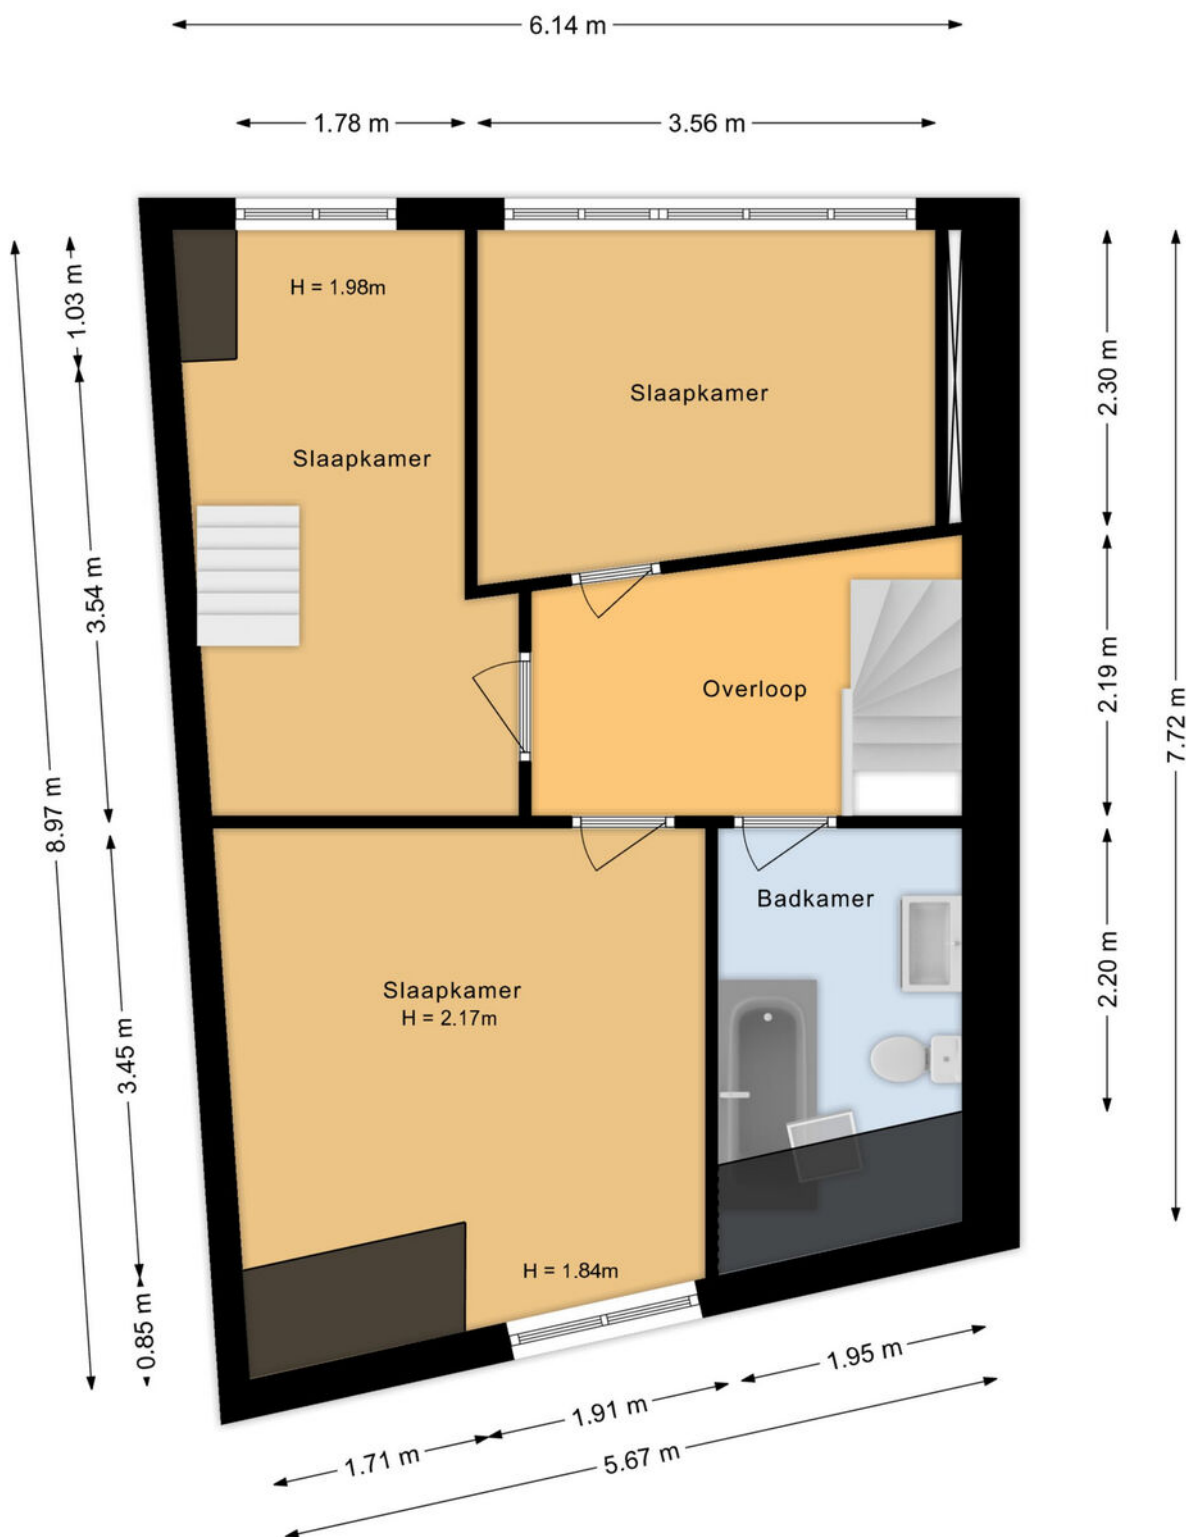 6.14 m
1.78 m
3.56 m
1.03 m
H = 1.98m
2.30 m
Slaapkamer
Slaapkamer
3.54 m
2.19 m
Overloop
7.72 m
8.97 m
Badkamer
2.20 m
Slaapkamer
H = 2.17m
3.45 m
H = 1.84m
0.85 m
1.95 m
1.91 m
1.71 m
5.67 m